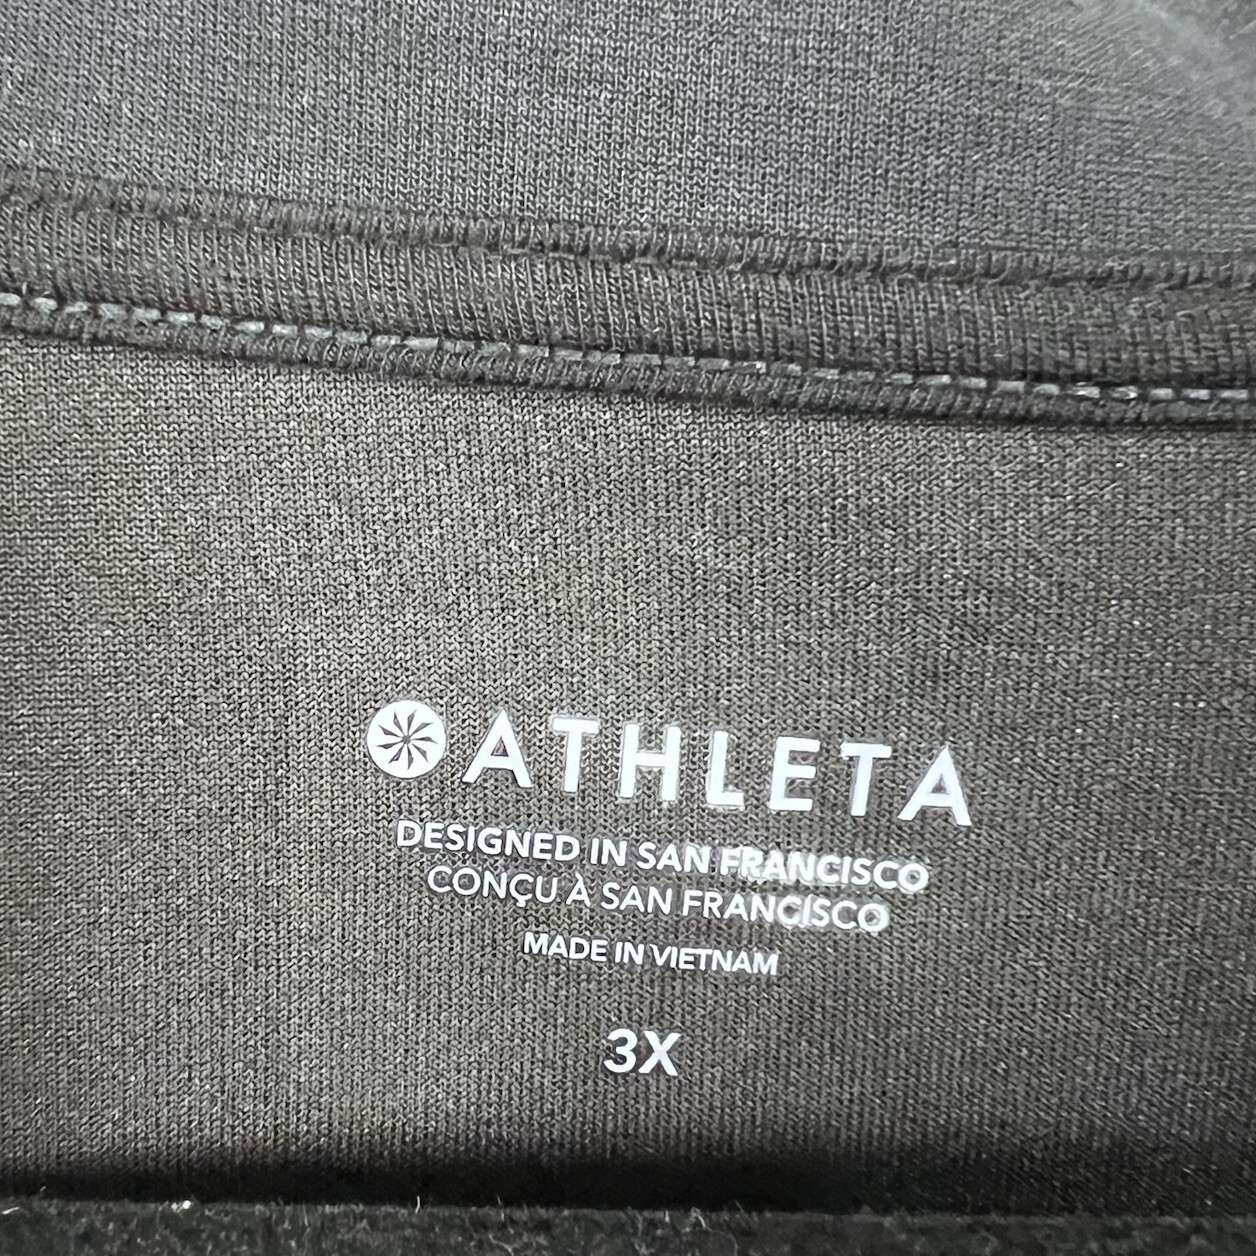 ATHLETA
DESIGNED IN SAN FRANCISCO
CONÇU À SAN FRANCISCO
MADE IN VIETNAM
3X